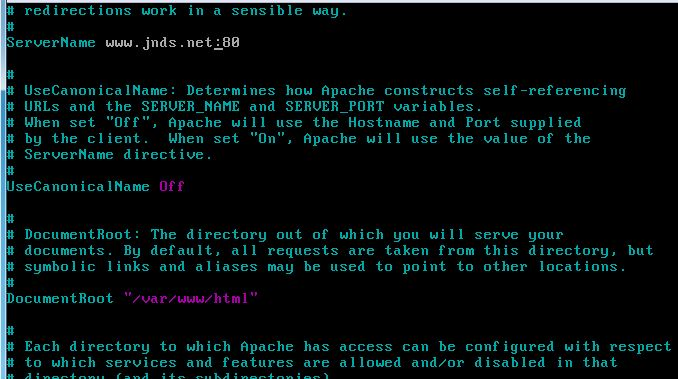 # redirections work in a sensible way.
#
ServerName www.jnds.net:80
#
# UseCanonicalName: Determines how Apache constructs self-referencing
# URLs and the SERVER_NAME and SERVER_PORT variables.
# When set "Off", Apache will use the Hostname and Port supplied
# by the client.  When set "On", Apache will use the value of the
# ServerName directive.
#
UseCanonicalName Off
#
# DocumentRoot: The directory out of which you will serve your
# documents. By default, all requests are taken from this directory, but
# symbolic links and aliases may be used to point to other locations.
#
DocumentRoot "/var/www/html"
#
# Each directory to which Apache has access can be configured with respect
# to which services and features are allowed and/or disabled in that
# directory (and its subdirectories)